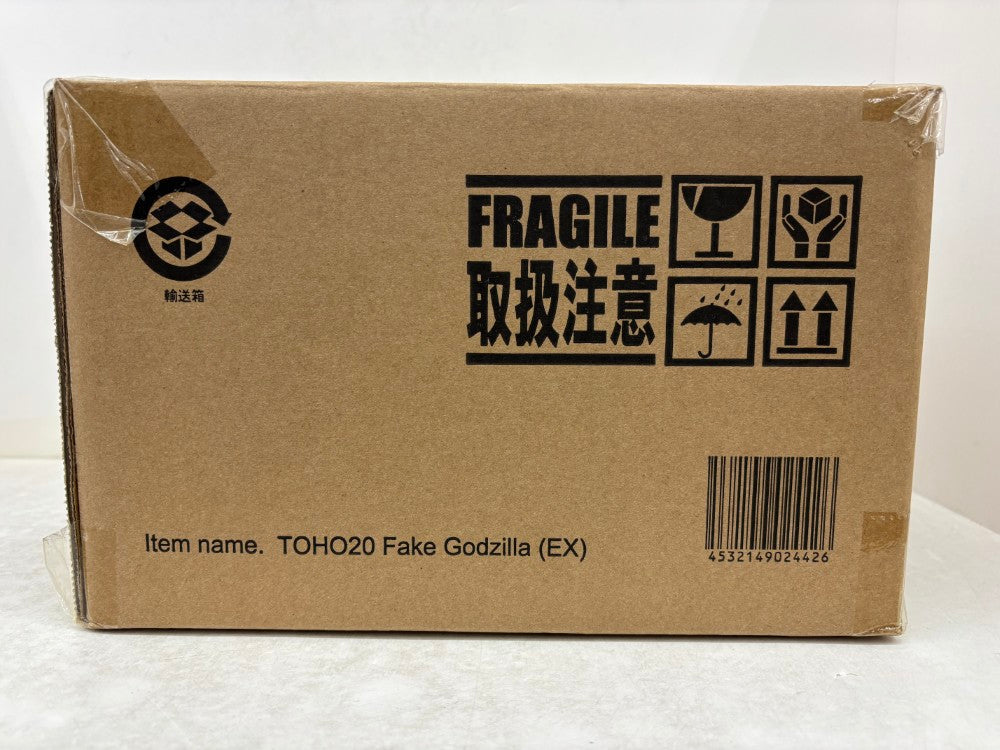 FRAGILE
取扱注意
輸送箱
Item name. TOHO20 Fake Godzilla (EX)
4532149024426